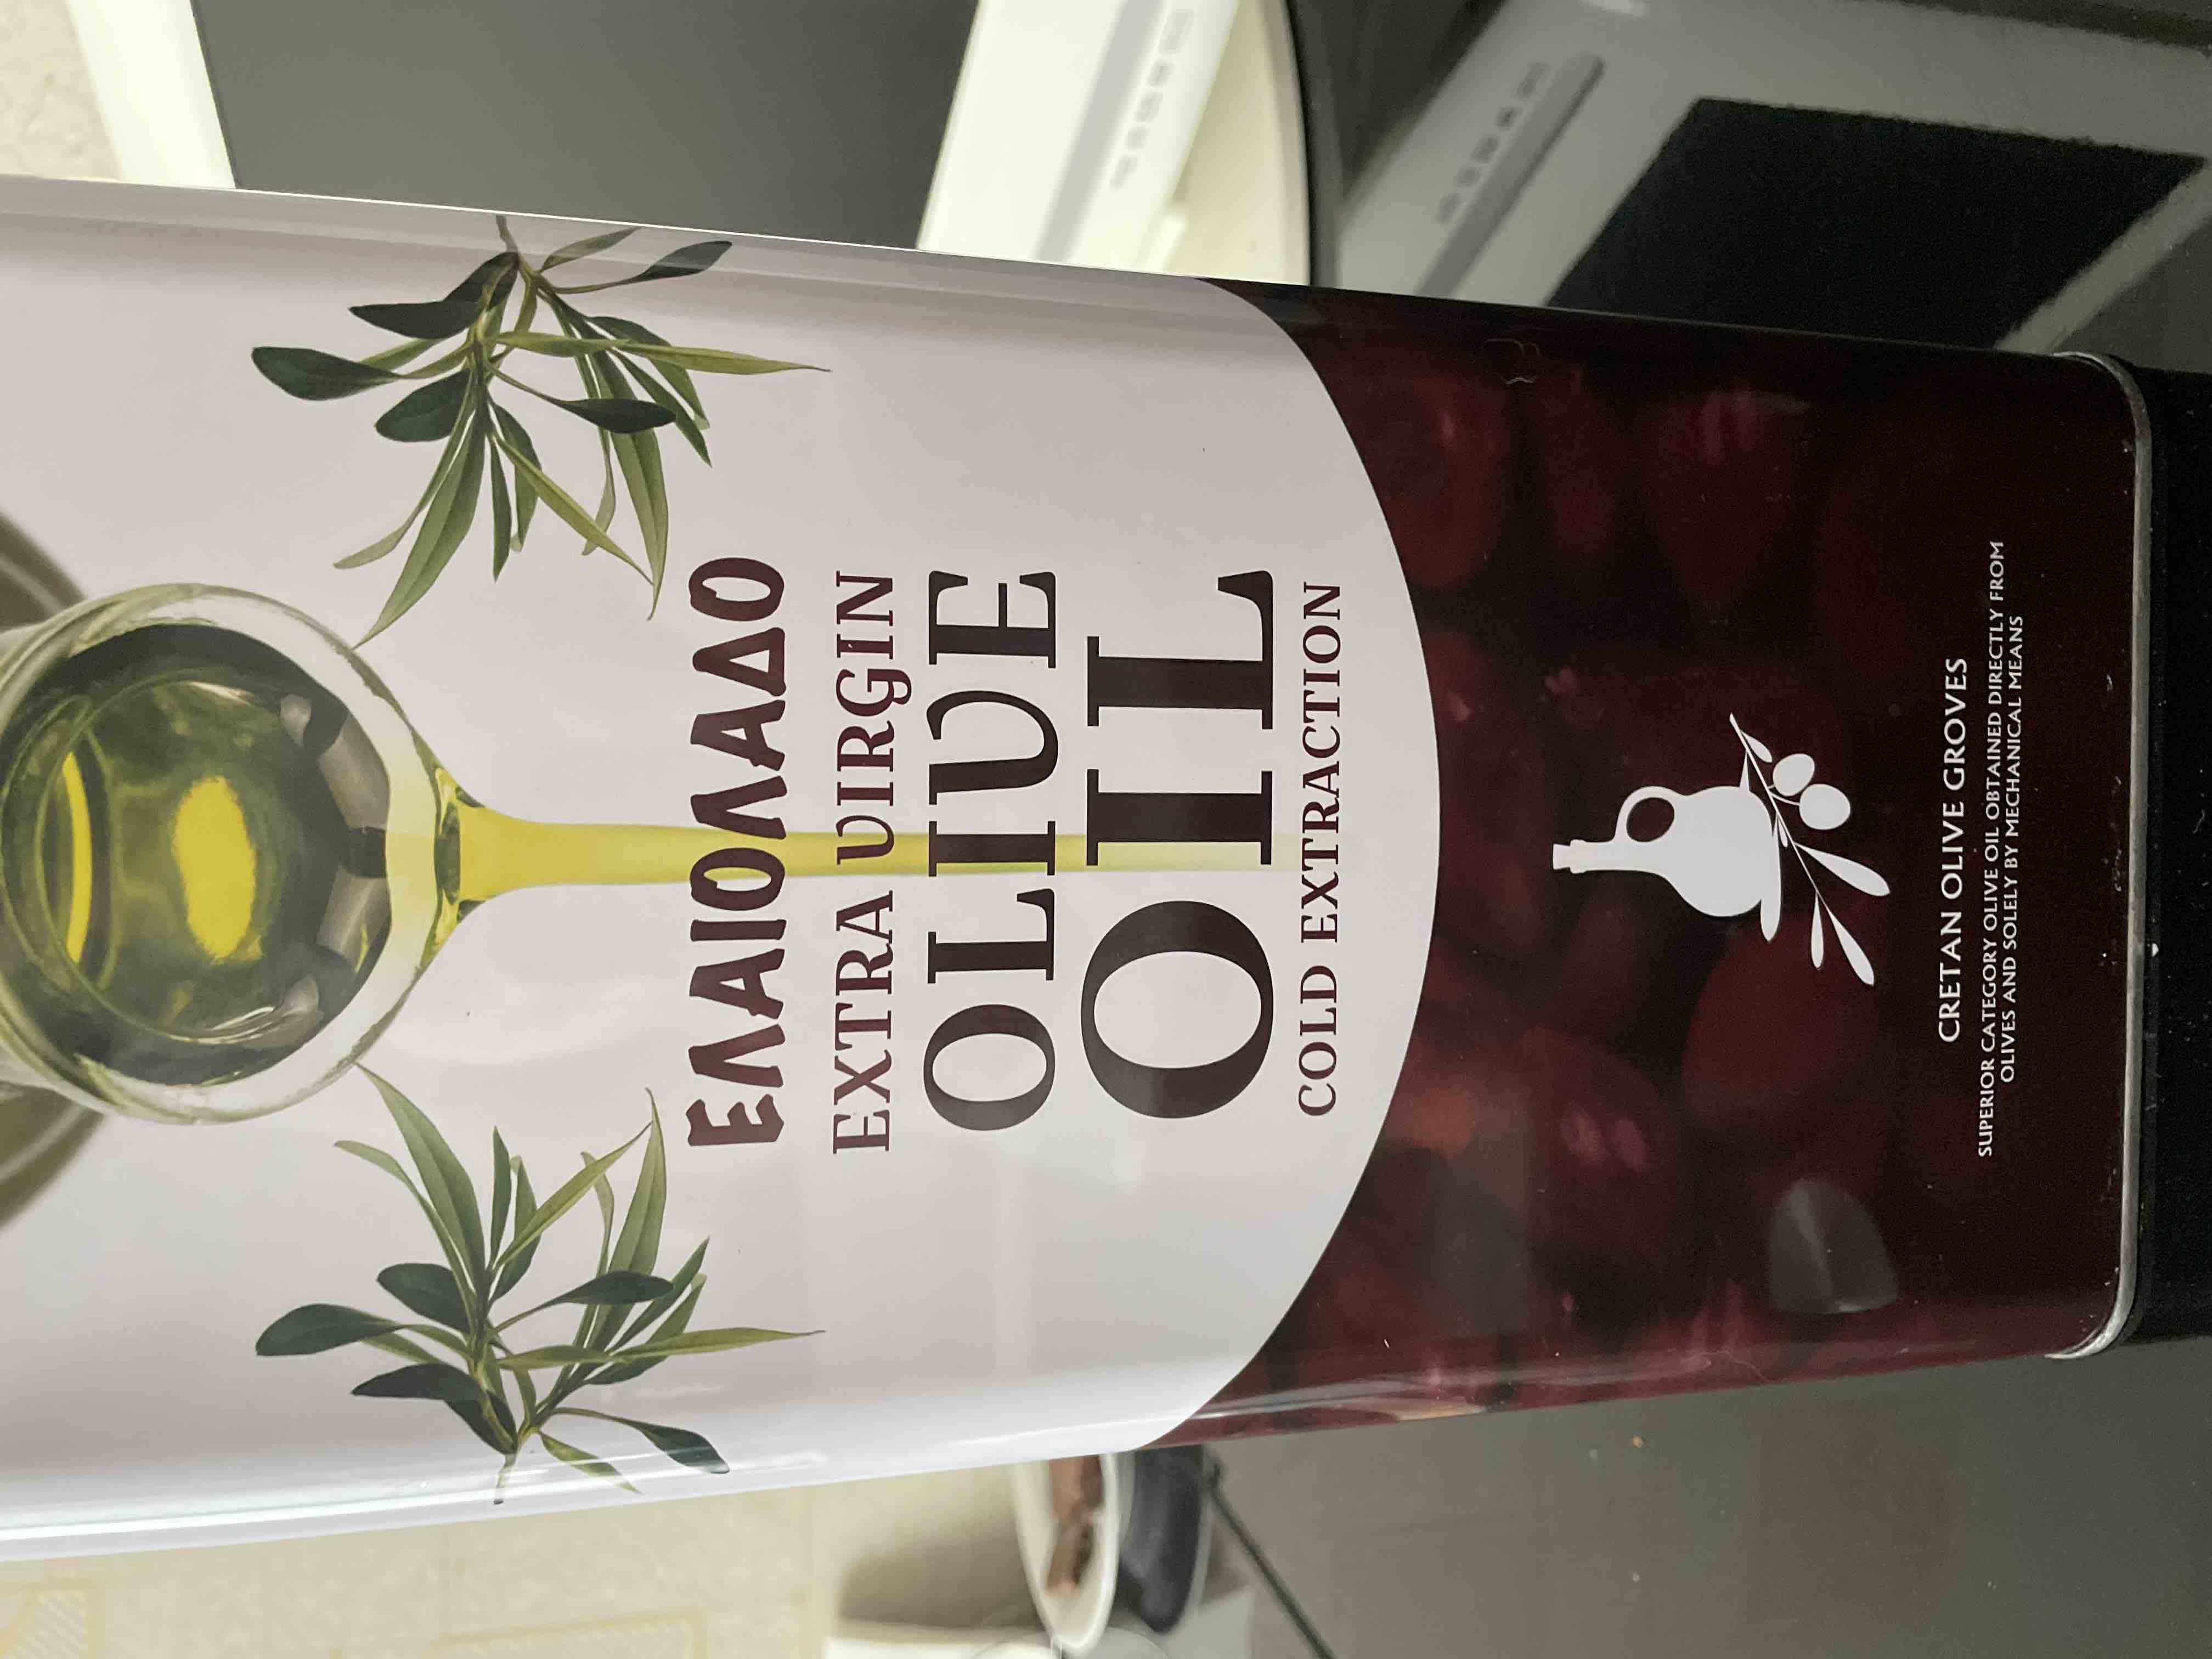 ΕΛΑΙΟΛΑΔΟ
EXTRA VIRGIN
OLIVE
OIL
COLD EXTRACTION
CRETAN OLIVE GROVES
SUPERIOR CATEGORY OLIVE OIL OBTAINED DIRECTLY FROM
OLIVES AND SOLELY BY MECHANICAL MEANS